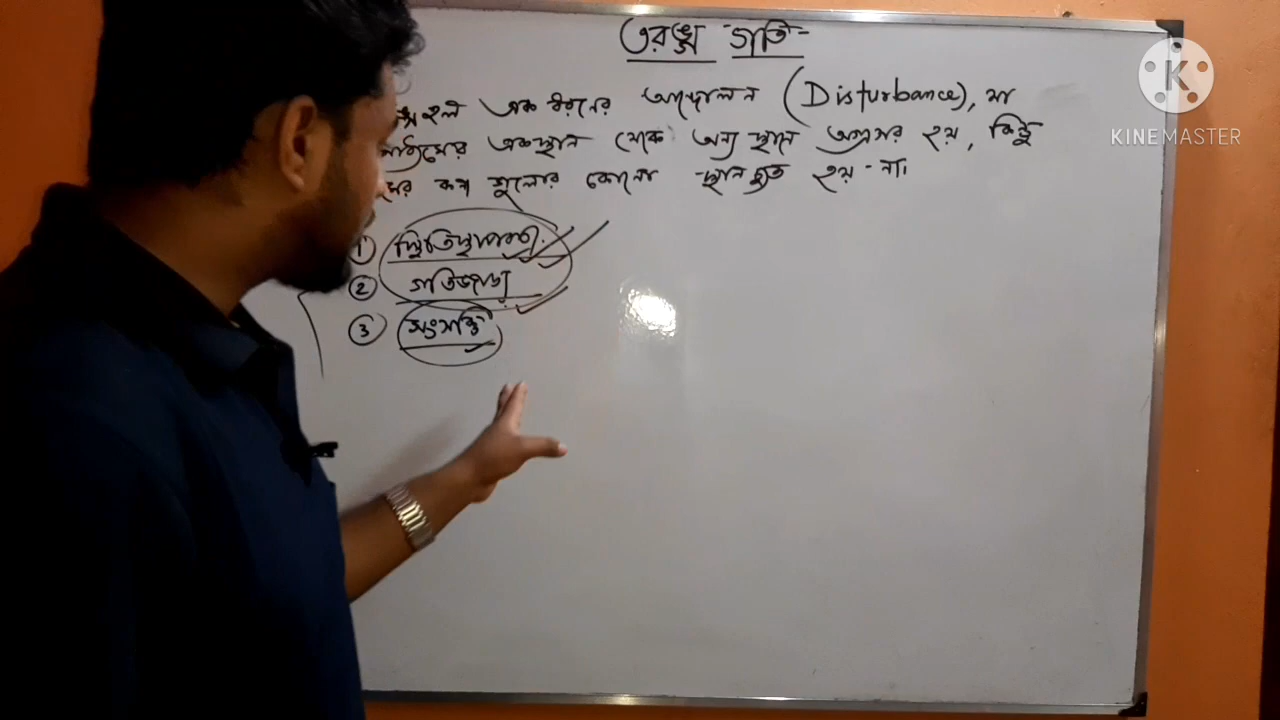 তরঙ্গ গতি-
হল এক ধরনের আন্দোলন (Disturbance), যা
মাধ্যমের একস্থান থেকে অন্য স্থানে অগ্রসর হয়, কিন্তু
কণা গুলোর কোনো স্থানচ্যুত হয় না।
① স্থিতিস্থাপকতা
② গতিজাড্য
③ সংসক্তি
K
KINEMASTER